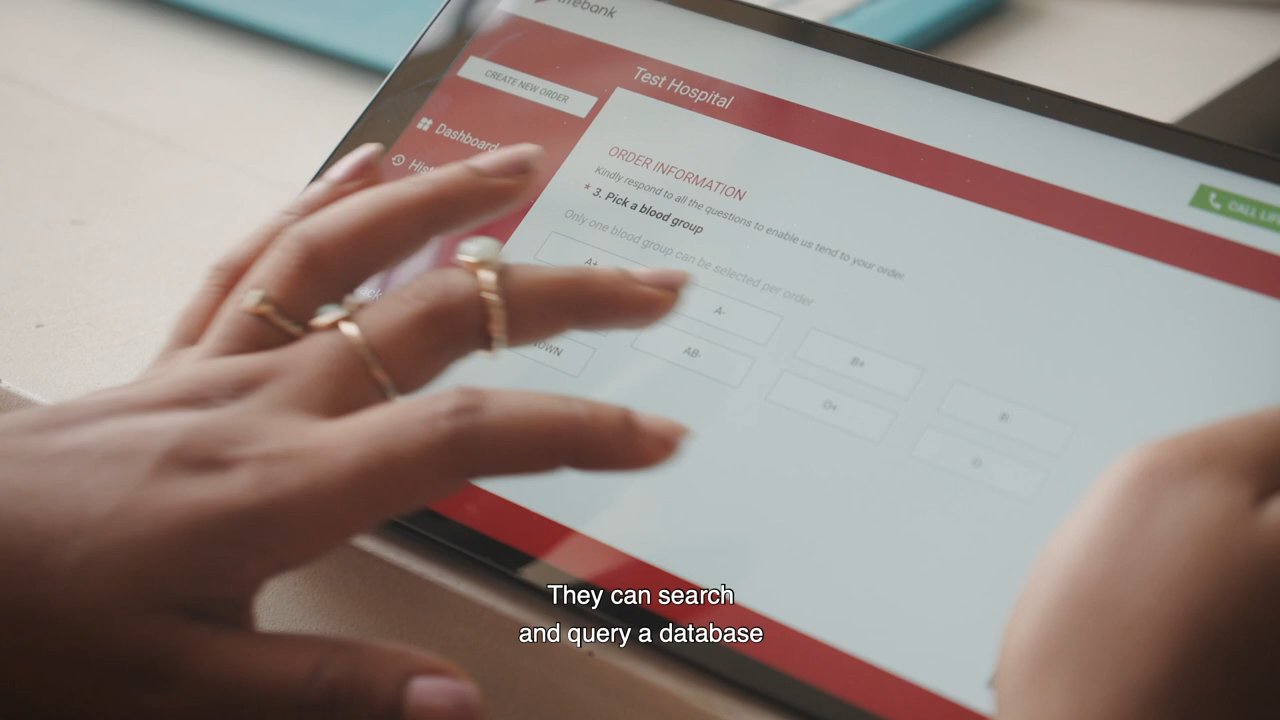 lifebank
Test Hospital
CREATE NEW ORDER
Dashboard
ORDER INFORMATION
Kindly respond to all the questions to enable us tend to your order.
* 3. Pick a blood group
Only one blood group can be selected per order
A+
A-
B+
B-
AB-
O+
CALL
They can search
and query a database